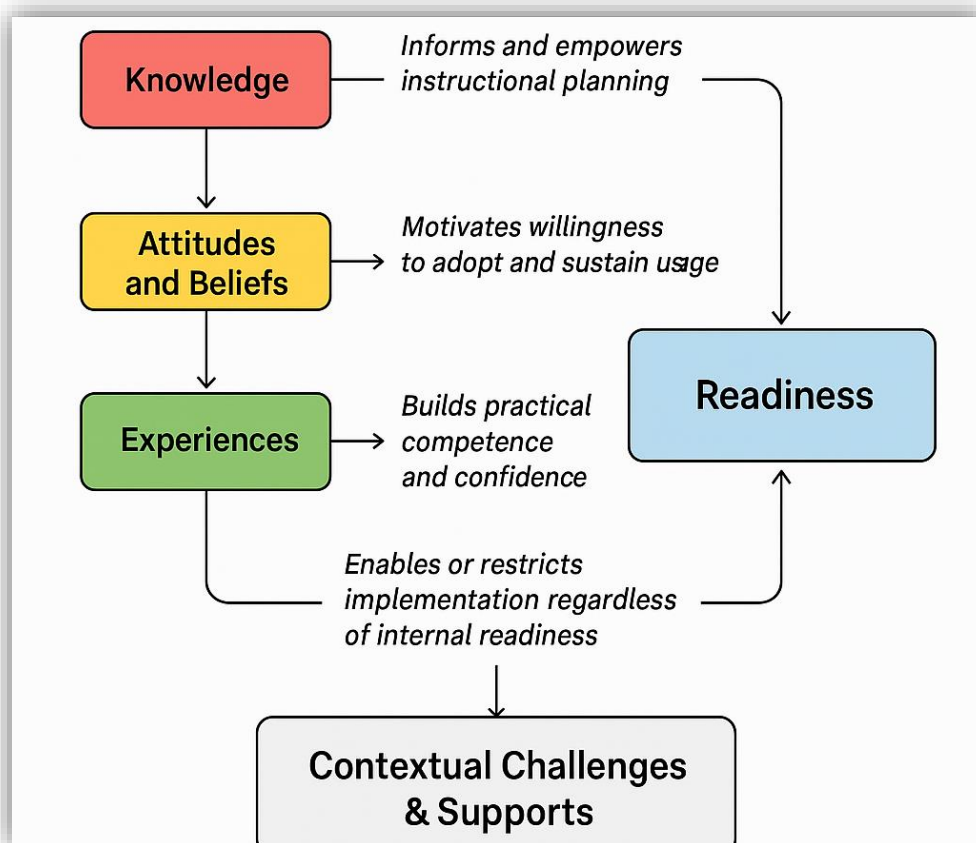 Knowledge
Informs and empowers
instructional planning
Attitudes
and Beliefs
Motivates willingness
to adopt and sustain usage
Experiences
Builds practical
competence
and confidence
Readiness
Enables or restricts
implementation regardless
of internal readiness
Contextual Challenges
& Supports